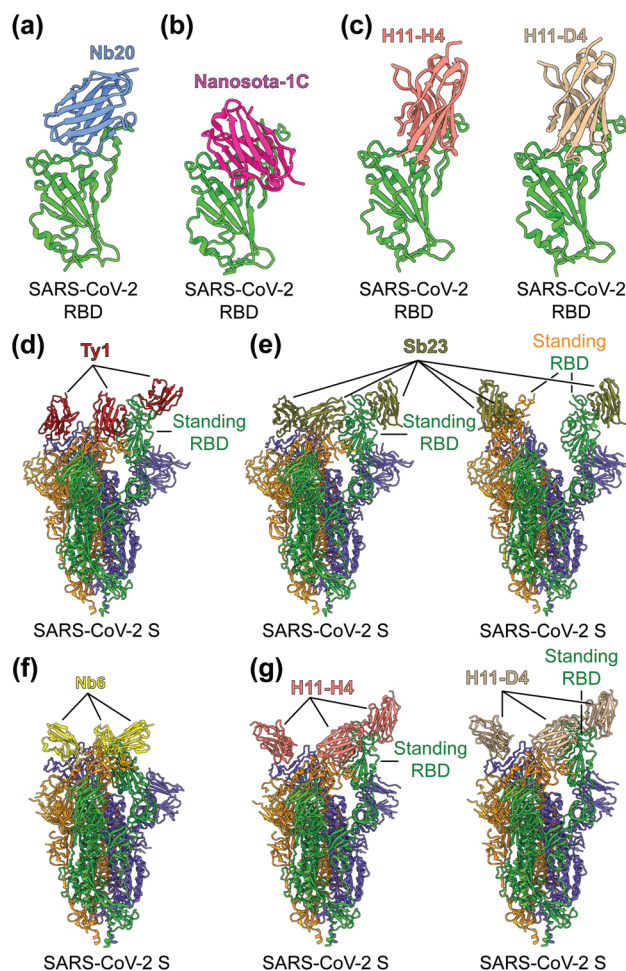 (a)
Nb20
SARS-CoV-2
RBD
(b)
Nanosota-1C
SARS-CoV-2
RBD
(c)
H11-H4
SARS-CoV-2
RBD
H11-D4
SARS-CoV-2
RBD
(d)
Ty1
Standing
RBD
SARS-CoV-2 S
(e)
Sb23
Standing
RBD
Standing
RBD
SARS-CoV-2 S
SARS-CoV-2 S
(f)
Nb6
SARS-CoV-2 S
(g)
H11-H4
Standing
RBD
SARS-CoV-2 S
H11-D4
Standing
RBD
SARS-CoV-2 S